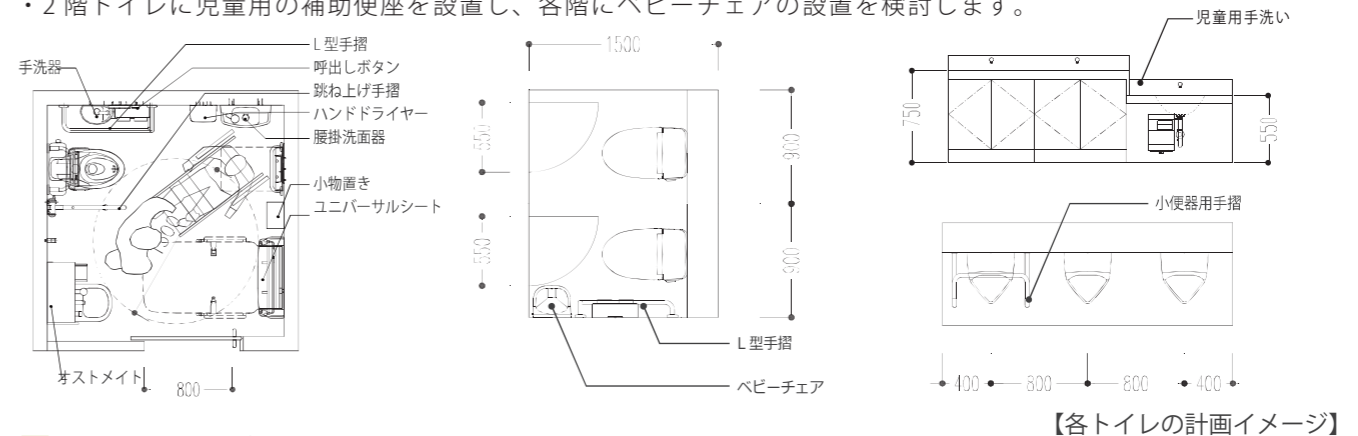 ・2階トイレに児童用の補助便座を設置し、各階にベビーチェアの設置を検討します。
L型手摺
手洗器
呼出しボタン
跳ね上げ手摺
ハンドドライヤー
腰掛洗面器
小物置き
ユニバーサルシート
オストメイト
800
1500
550
550
900
900
L型手摺
ベビーチェア
児童用手洗い
750
550
小便器用手摺
400 800 800 400
【各トイレの計画イメージ】